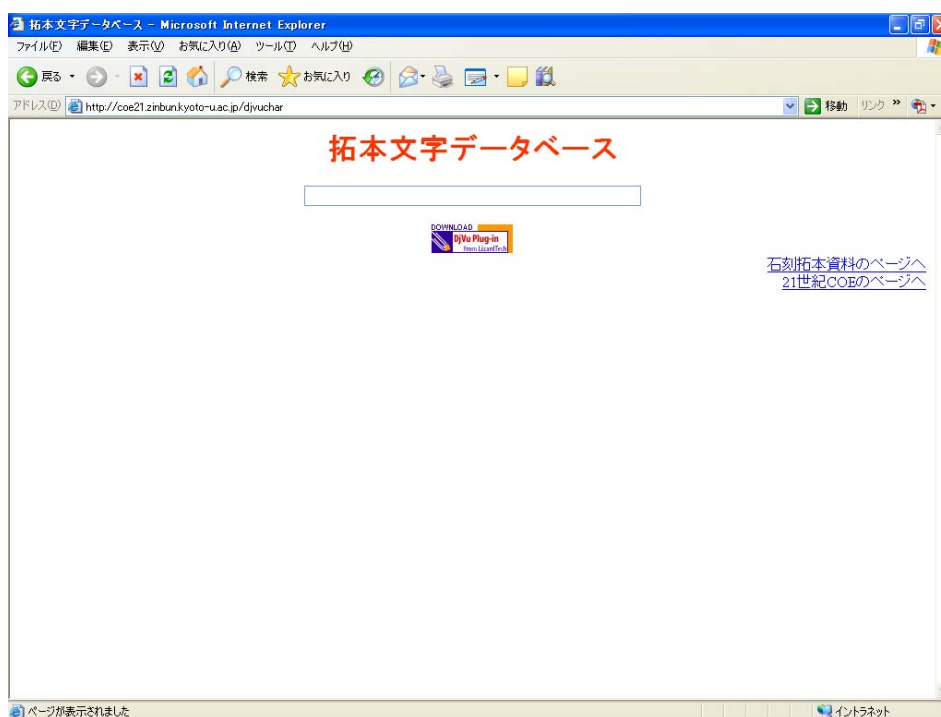 拓本文字データベース - Microsoft Internet Explorer
ファイル(F) 編集(E) 表示(V) お気に入り(A) ツール(T) ヘルプ(H)
戻る 検索 お気に入り
アドレス(D) http://coe21.zinbun.kyoto-u.ac.jp/djvuchar 移動 リンク »
拓本文字データベース
DOWNLOAD
DjVu Plug-in
from LizardTech
石刻拓本資料のページへ
21世紀COEのページへ
ページが表示されました イントラネット